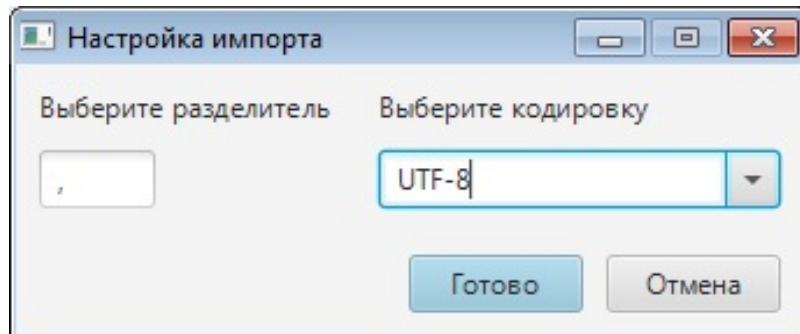 Настройка импорта
Выберите разделитель Выберите кодировку
, UTF-8
Готово Отмена